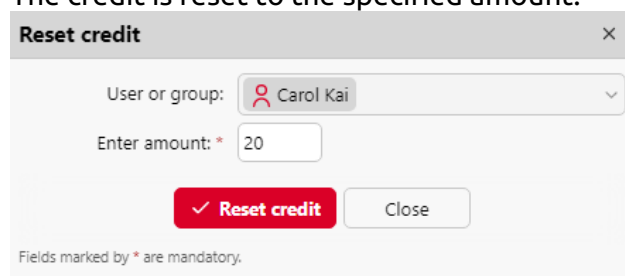 The credit is reset to the specified amount.
Reset credit ×
User or group: Carol Kai
Enter amount: * 20
Reset credit Close
Fields marked by * are mandatory.